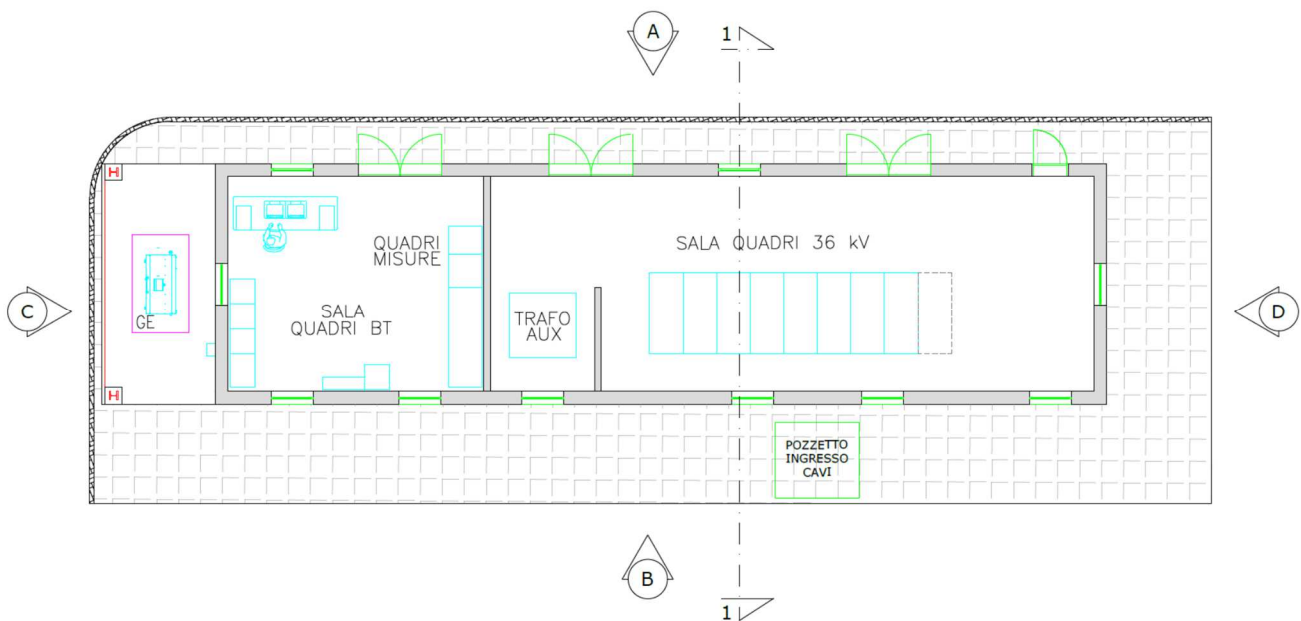 A
1
QUADRI
MISURE
SALA QUADRI 36 kV
C
GE
SALA
QUADRI BT
TRAFO
AUX
D
POZZETTO
INGRESSO
CAVI
B
1
H
H